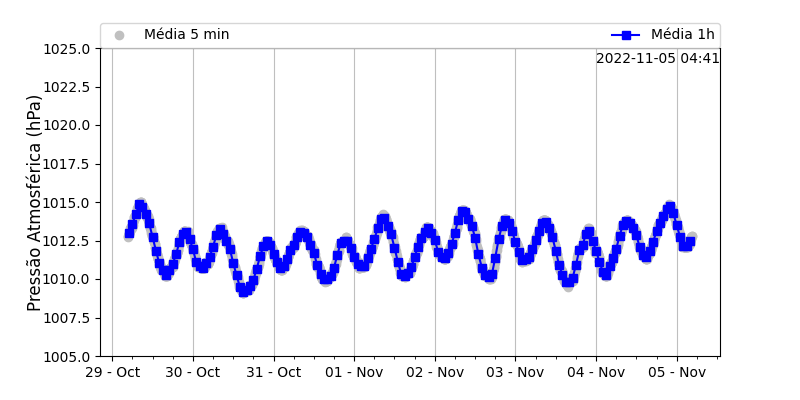 Média 5 min
Média 1h
2022-11-05 04:41
Pressão Atmosférica (hPa)
1025.0
1022.5
1020.0
1017.5
1015.0
1012.5
1010.0
1007.5
1005.0
29 - Oct
30 - Oct
31 - Oct
01 - Nov
02 - Nov
03 - Nov
04 - Nov
05 - Nov